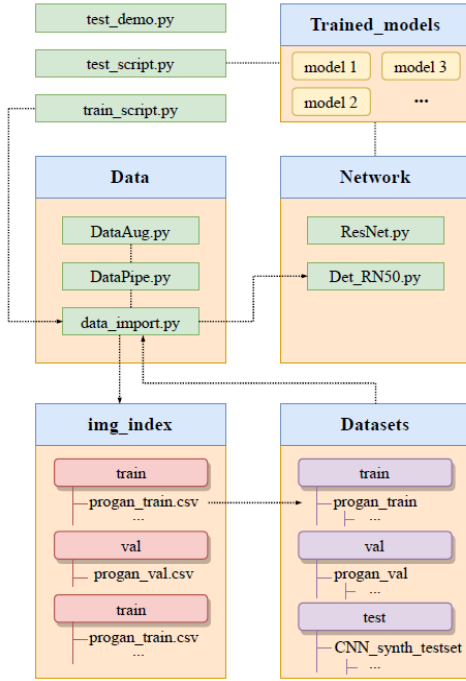 test_demo.py
test_script.py
train_script.py
Trained_models
model 1
model 3
model 2
...
Data
DataAug.py
DataPipe.py
data_import.py
Network
ResNet.py
Det_RN50.py
img_index
train
progan_train.csv
...
val
progan_val.csv
train
progan_train.csv
...
Datasets
train
progan_train
...
val
progan_val
...
test
CNN_synth_testset
...